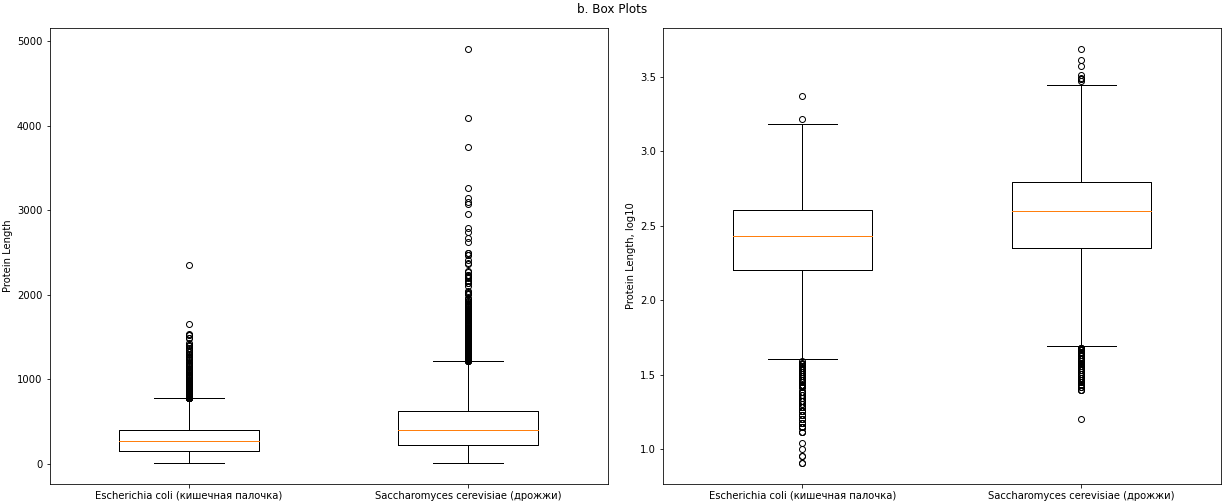 b. Box Plots
Protein Length
5000
4000
3000
2000
1000
0
Escherichia coli (кишечная палочка)
Saccharomyces cerevisiae (дрожжи)
Protein Length, log10
3.5
3.0
2.5
2.0
1.5
1.0
Escherichia coli (кишечная палочка)
Saccharomyces cerevisiae (дрожжи)